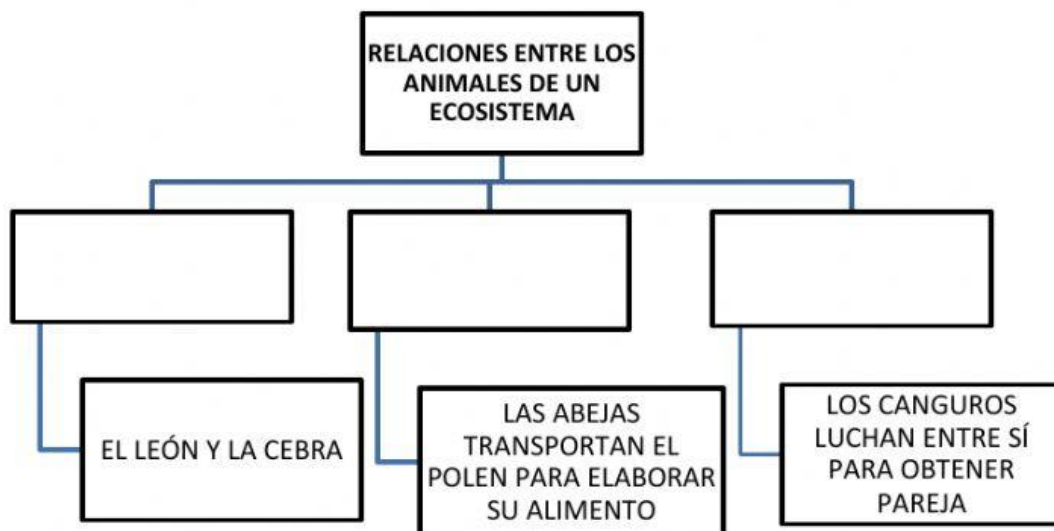 RELACIONES ENTRE LOS
ANIMALES DE UN
ECOSISTEMA
EL LEÓN Y LA CEBRA
LAS ABEJAS
TRANSPORTAN EL
POLEN PARA ELABORAR
SU ALIMENTO
LOS CANGUROS
LUCHAN ENTRE SÍ
PARA OBTENER
PAREJA